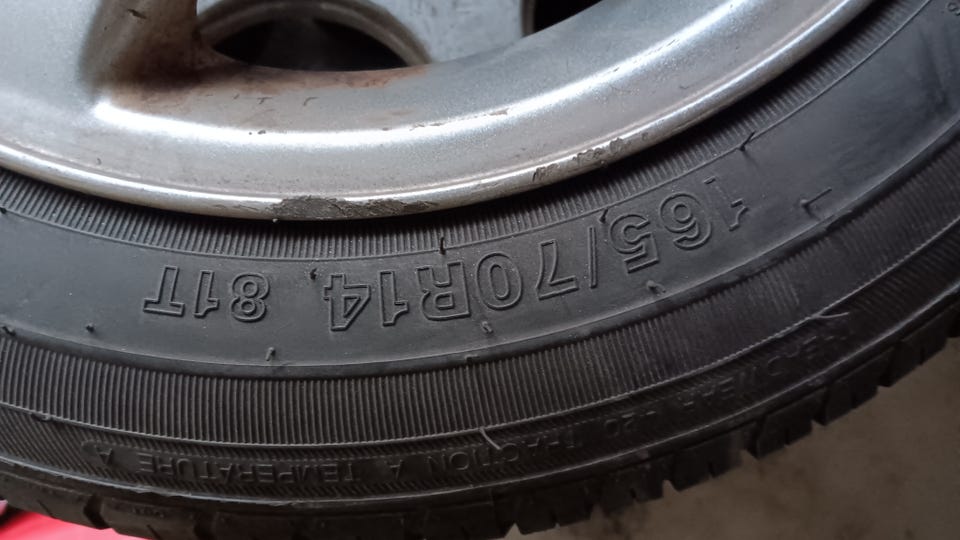 165/70R14 81T
TRACTION A TEMPERATURE A